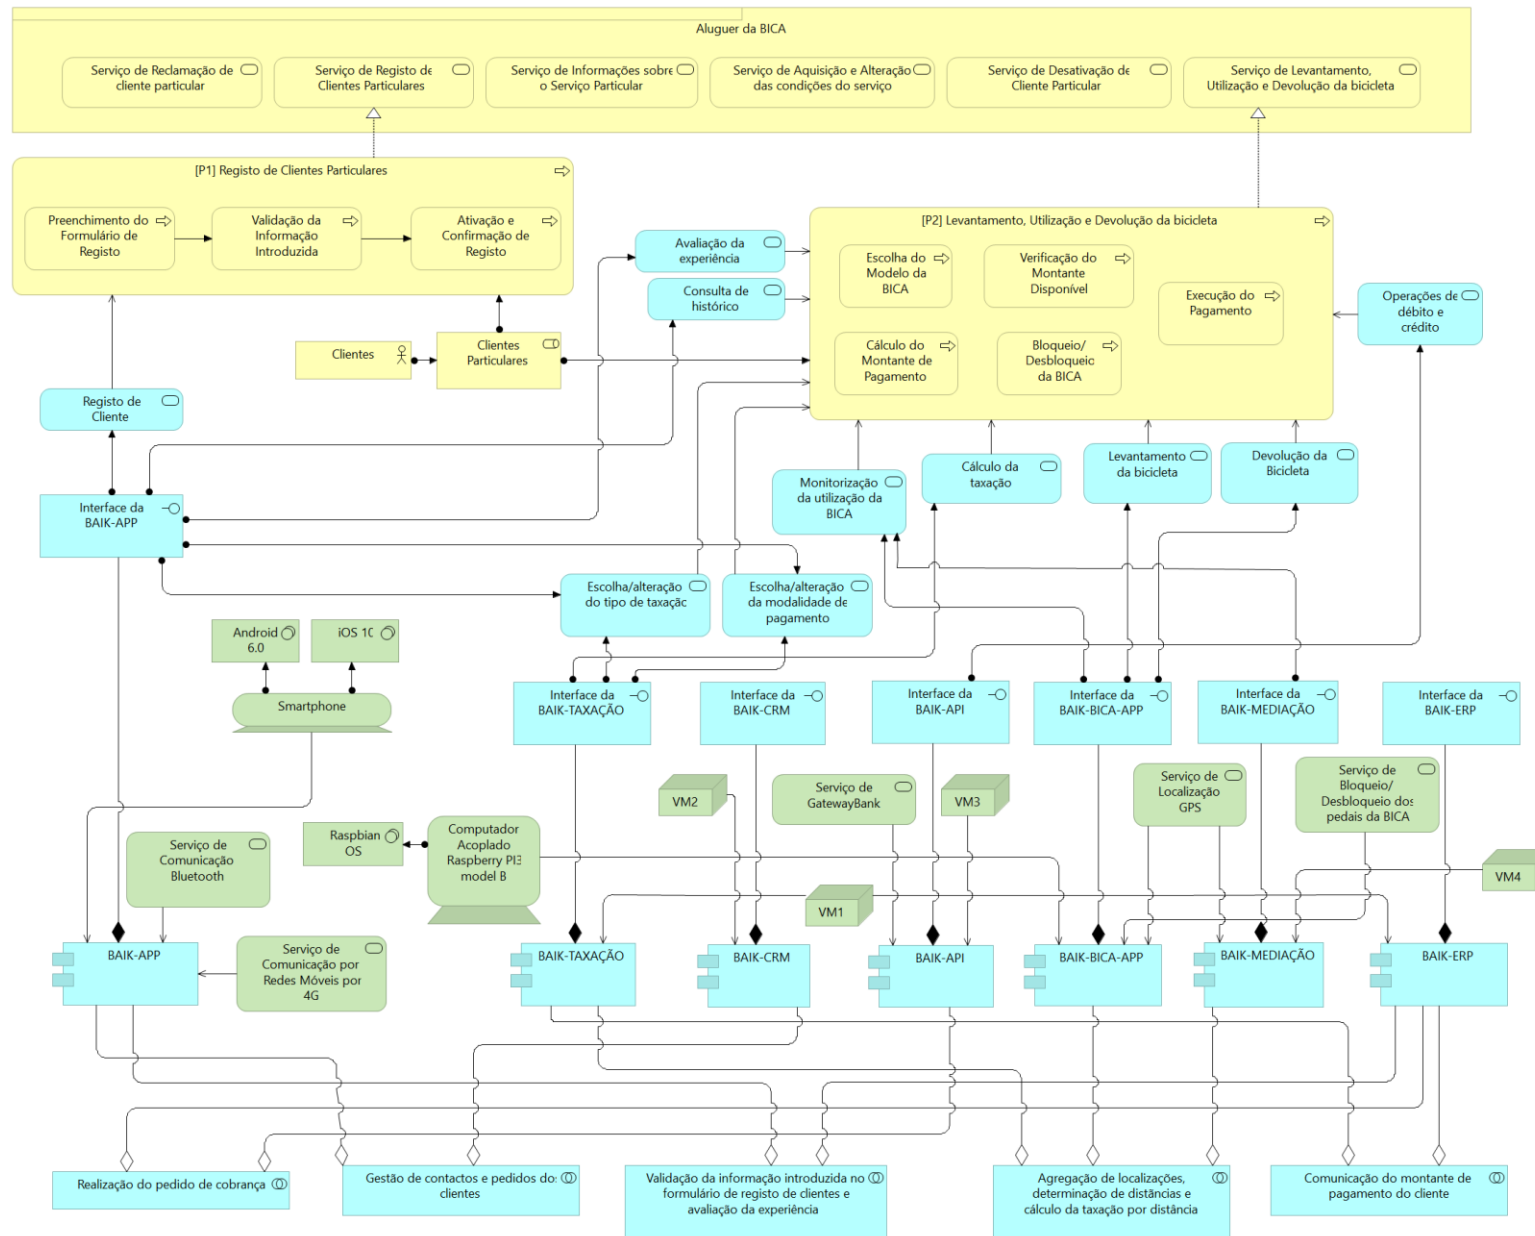 Aluguer da BICA
Serviço de Reclamação de
cliente particular
Serviço de Registo de
Clientes Particulares
Serviço de Informações sobre
o Serviço Particular
Serviço de Aquisição e Alteração
das condições do serviço
Serviço de Desativação de
Cliente Particular
Serviço de Levantamento,
Utilização e Devolução da bicicleta
[P1] Registo de Clientes Particulares
Preenchimento do
Formulário de
Registo
Validação da
Informação
Introduzida
Ativação e
Confirmação de
Registo
[P2] Levantamento, Utilização e Devolução da bicicleta
Escolha do
Modelo da
BICA
Verificação do
Montante
Disponível
Execução do
Pagamento
Cálculo do
Montante de
Pagamento
Bloqueio/
Desbloqueio
da BICA
Avaliação da
experiência
Consulta de
histórico
Operações de
débito e
crédito
Clientes
Clientes
Particulares
Registo de
Cliente
Monitorização
da utilização da
BICA
Cálculo da
taxação
Levantamento
da bicicleta
Devolução da
Bicicleta
Interface da
BAIK-APP
Escolha/alteração
do tipo de taxação
Escolha/alteração
da modalidade de
pagamento
Android
6.0
iOS 10
Smartphone
Interface da
BAIK-TAXAÇÃO
Interface da
BAIK-CRM
Interface da
BAIK-API
Interface da
BAIK-BICA-APP
Interface da
BAIK-MEDIAÇÃO
Interface da
BAIK-ERP
VM2
Serviço de
GatewayBank
VM3
Serviço de
Localização
GPS
Serviço de
Bloqueio/
Desbloqueio dos
pedais da BICA
Raspbian
OS
Computador
Acoplado
Raspberry PI3
model B
Serviço de
Comunicação
Bluetooth
VM1
VM4
BAIK-APP
Serviço de
Comunicação por
Redes Móveis por
4G
BAIK-TAXAÇÃO
BAIK-CRM
BAIK-API
BAIK-BICA-APP
BAIK-MEDIAÇÃO
BAIK-ERP
Realização do pedido de cobrança
Gestão de contactos e pedidos dos
clientes
Validação da informação introduzida no
formulário de registo de clientes e
avaliação da experiência
Agregação de localizações,
determinação de distâncias e
cálculo da taxação por distância
Comunicação do montante de
pagamento do cliente